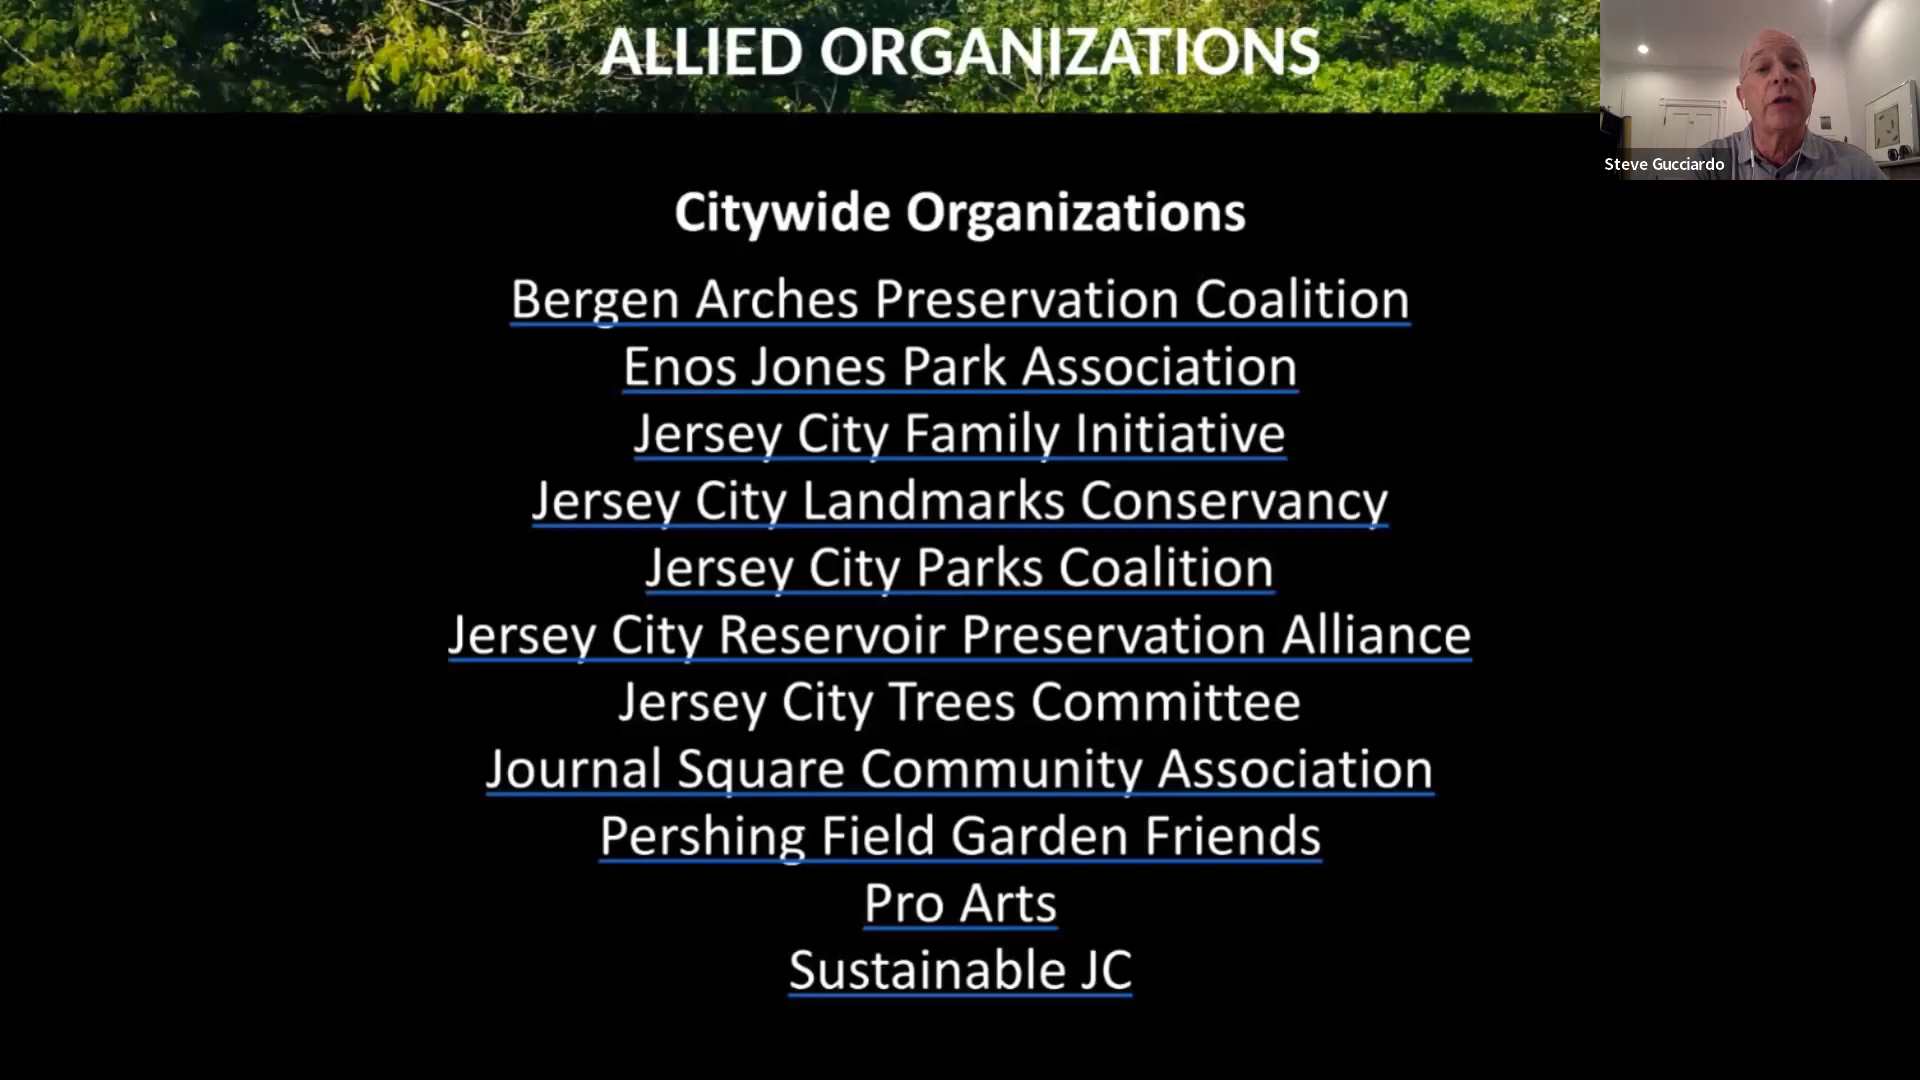 ALLIED ORGANIZATIONS
Steve Gucciardo
Citywide Organizations
Bergen Arches Preservation Coalition
Enos Jones Park Association
Jersey City Family Initiative
Jersey City Landmarks Conservancy
Jersey City Parks Coalition
Jersey City Reservoir Preservation Alliance
Jersey City Trees Committee
Journal Square Community Association
Pershing Field Garden Friends
Pro Arts
Sustainable JC